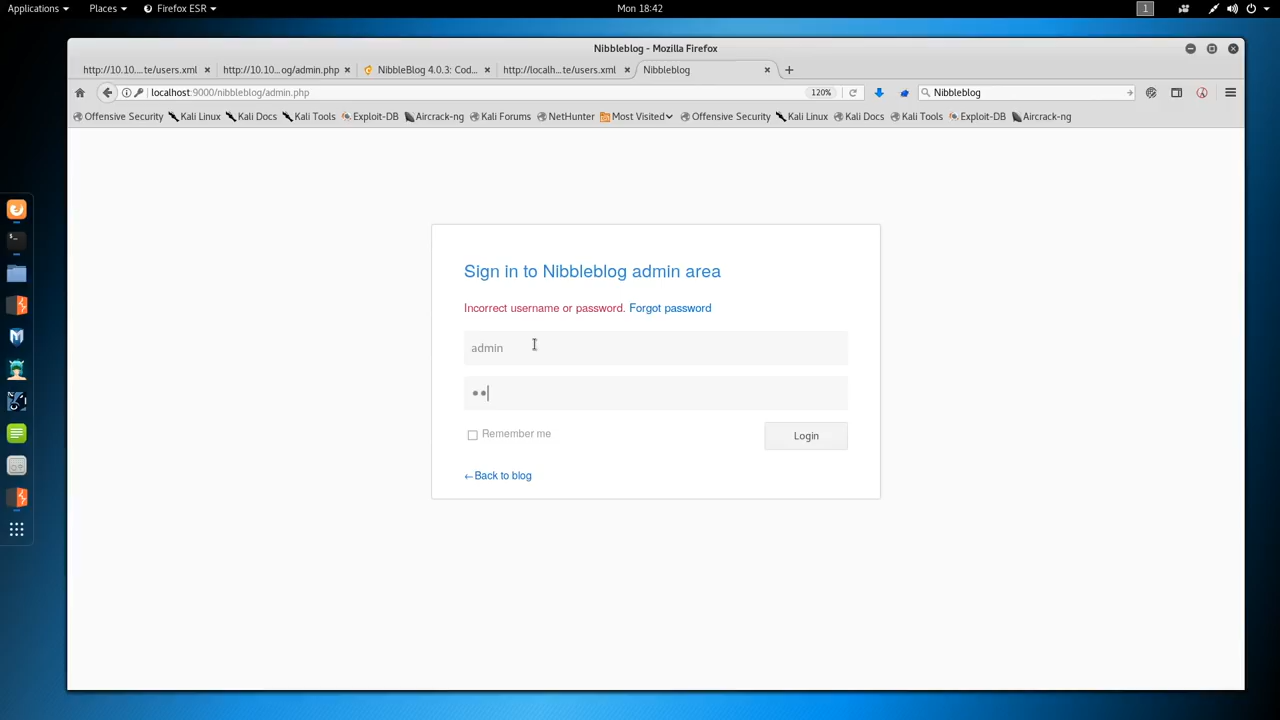 Applications Places Firefox ESR Mon 18:42 1
Nibbleblog - Mozilla Firefox
http://10.10....te/users.xml http://10.10...og/admin.php NibbleBlog 4.0.3: Cod... http://localh...te/users.xml Nibbleblog
localhost:9000/nibbleblog/admin.php 120% Nibbleblog
Offensive Security Kali Linux Kali Docs Kali Tools Exploit-DB Aircrack-ng Kali Forums NetHunter Most Visited Offensive Security Kali Linux Kali Docs Kali Tools Exploit-DB Aircrack-ng
Sign in to Nibbleblog admin area
Incorrect username or password. Forgot password
admin
Remember me Login
←Back to blog